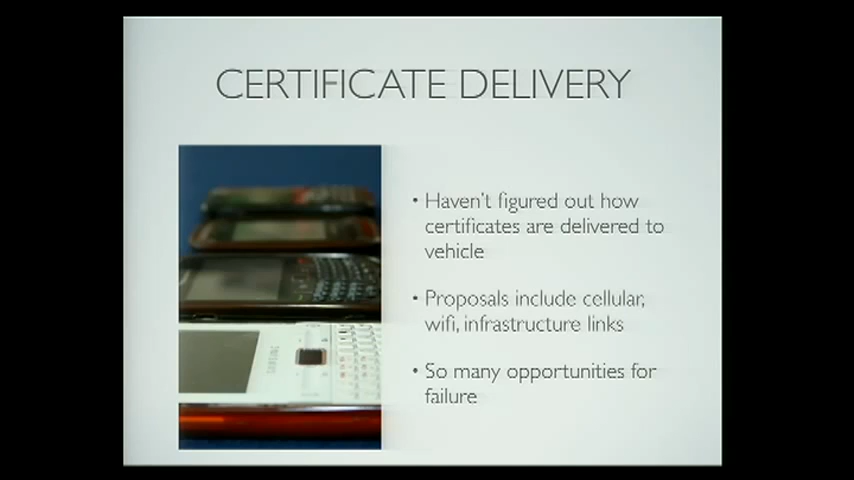 CERTIFICATE DELIVERY
• Haven't figured out how
certificates are delivered to
vehicle
• Proposals include cellular,
wifi, infrastructure links
• So many opportunities for
failure
SAMSUNG